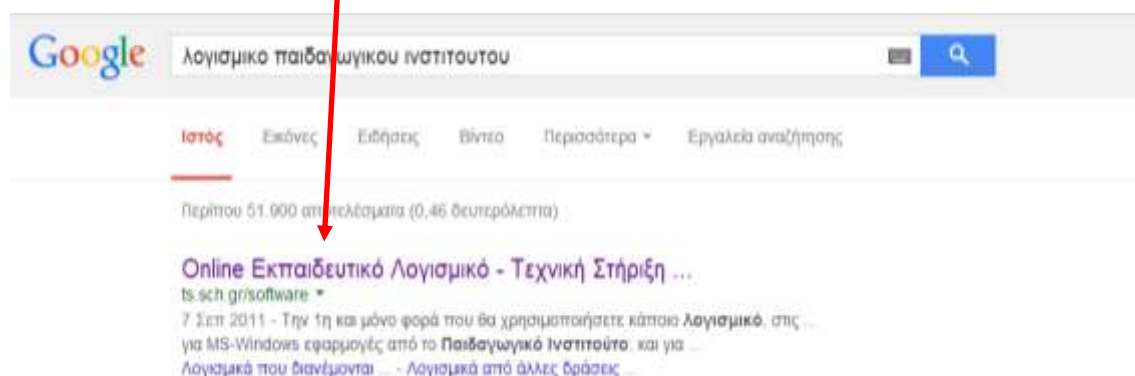 Google λογισμικο παιδαγωγικου ινστιτουτου
Ιστός Εικόνες Ειδήσεις Βίντεο Περισσότερα Εργαλεία αναζήτησης
Περίπου 51.900 αποτελέσματα (0,46 δευτερόλεπτα)
Online Εκπαιδευτικό Λογισμικό - Τεχνική Στήριξη ...
ts.sch.gr/software
7 Σεπ 2011 - Την 1η και μόνο φορά που θα χρησιμοποιήσετε κάποιο Λογισμικό, στις ...
για MS-Windows εφαρμογές από το Παιδαγωγικό Ινστιτούτο, και για ...
Λογισμικά που διανέμονται ... - Λογισμικά από άλλες δράσεις ...